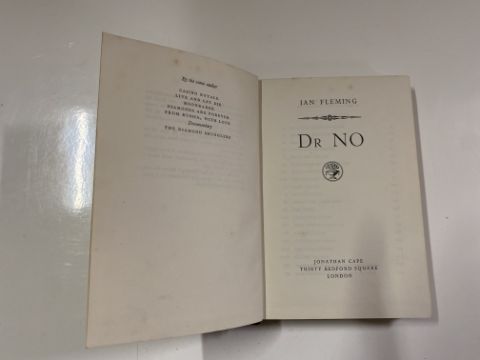 By the same author
CASINO ROYALE
LIVE AND LET DIE
MOONRAKER
DIAMONDS ARE FOREVER
FROM RUSSIA, WITH LOVE
Documentary
THE DIAMOND SMUGGLERS
IAN FLEMING
DR NO
JONATHAN CAPE
THIRTY BEDFORD SQUARE
LONDON